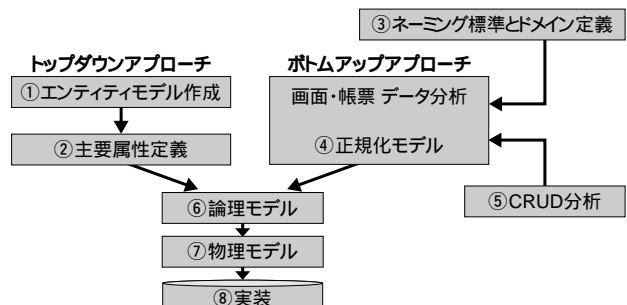 ③ネーミング標準とドメイン定義
トップダウンアプローチ
ボトムアップアプローチ
①エンティティモデル作成
画面・帳票 データ分析
②主要属性定義
④正規化モデル
⑤CRUD分析
⑥論理モデル
⑦物理モデル
⑧実装